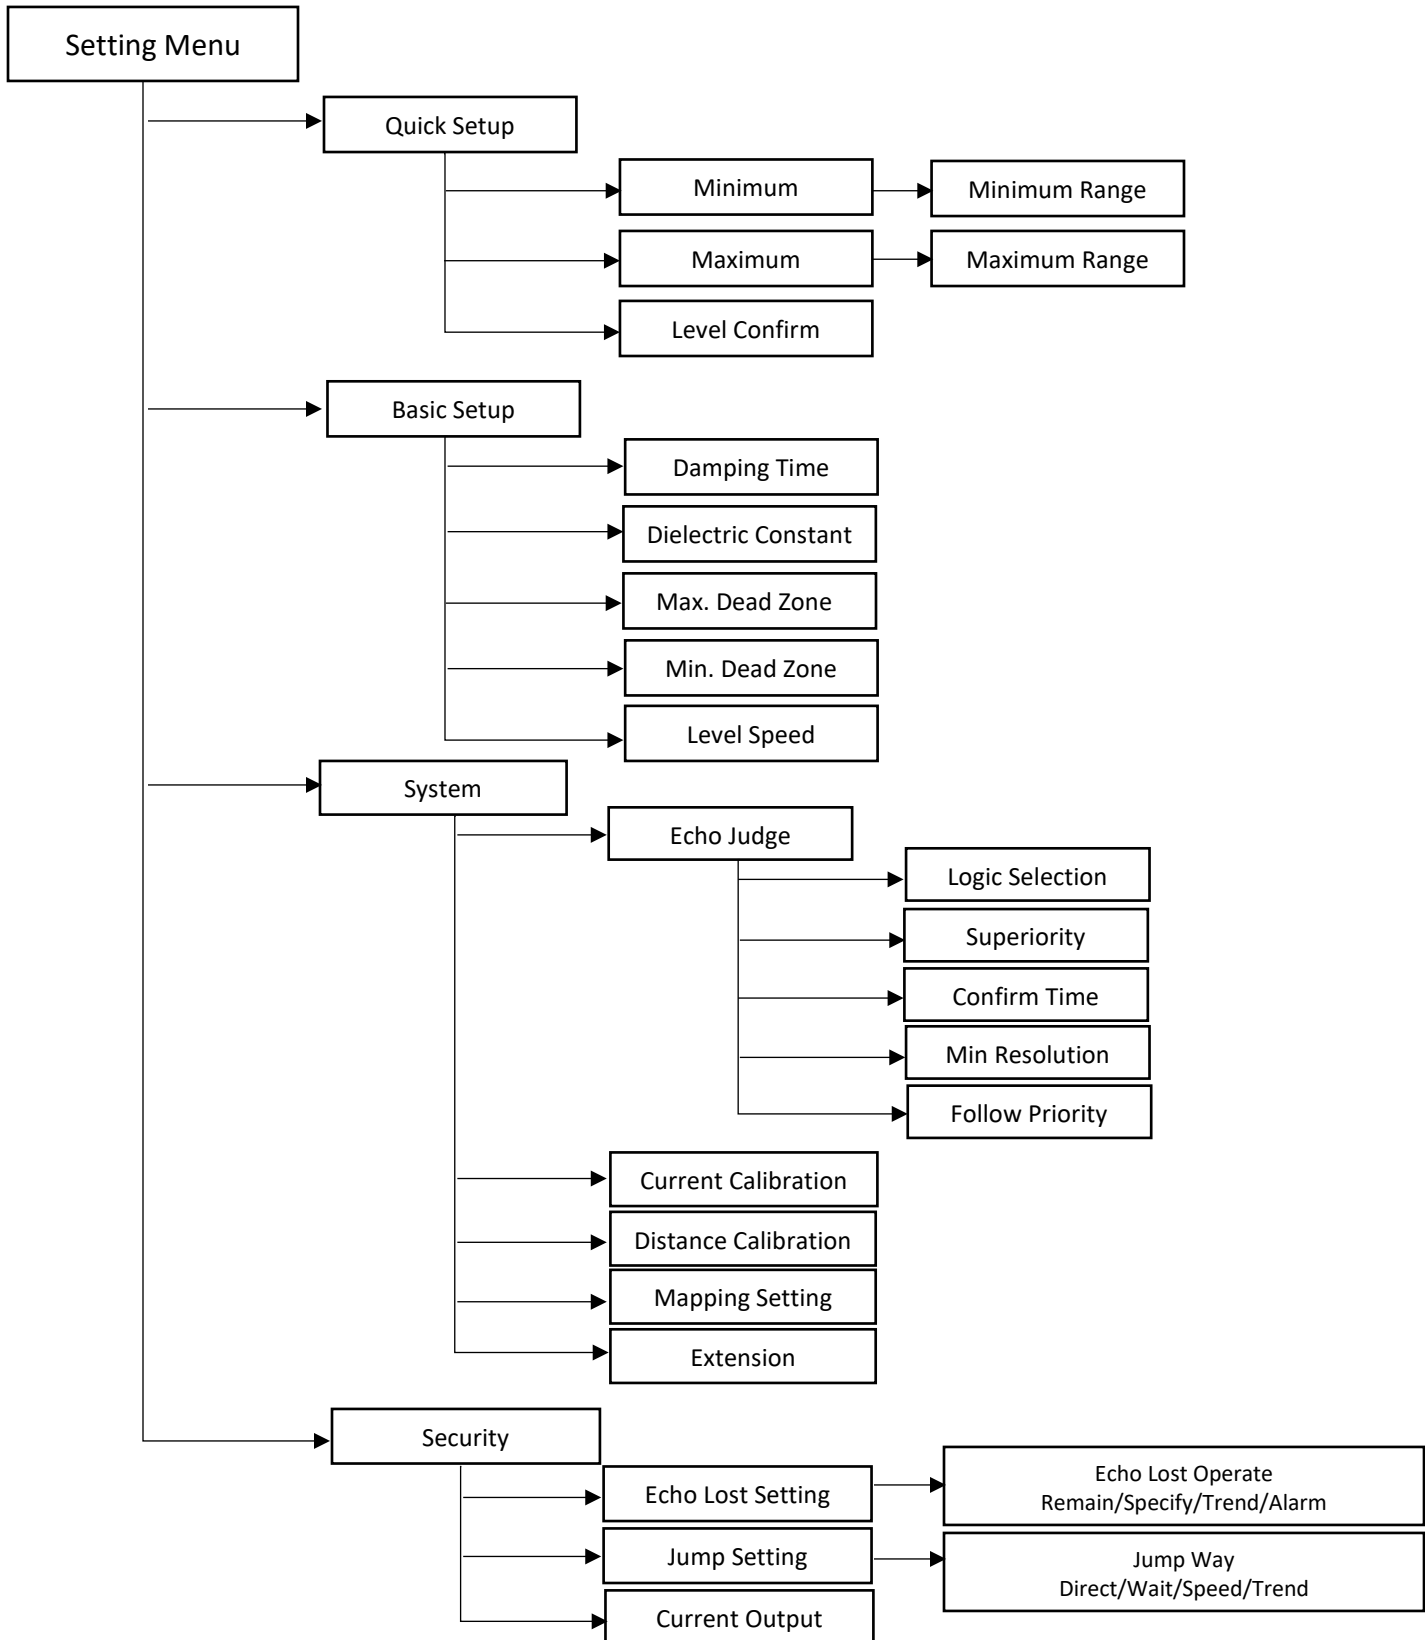 Setting Menu
Quick Setup
Minimum
Minimum Range
Maximum
Maximum Range
Level Confirm
Basic Setup
Damping Time
Dielectric Constant
Max. Dead Zone
Min. Dead Zone
Level Speed
System
Echo Judge
Logic Selection
Superiority
Confirm Time
Min Resolution
Follow Priority
Current Calibration
Distance Calibration
Mapping Setting
Extension
Security
Echo Lost Setting
Echo Lost Operate
Remain/Specify/Trend/Alarm
Jump Setting
Jump Way
Direct/Wait/Speed/Trend
Current Output